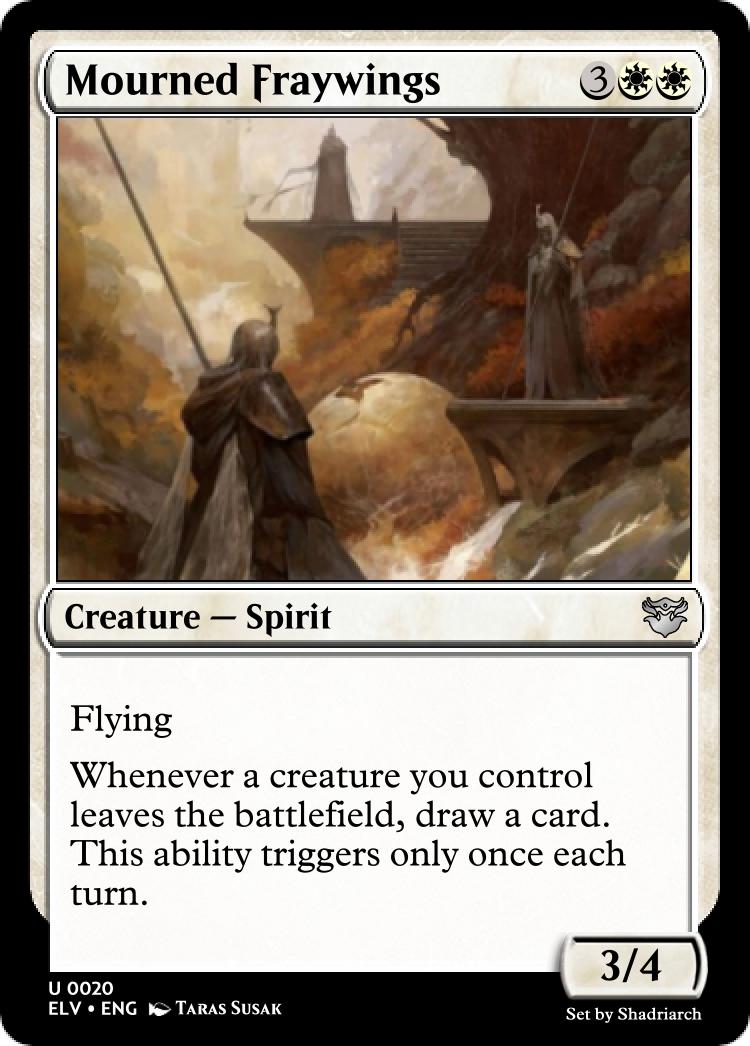 Mourned Fraywings 3
Creature — Spirit
Flying
Whenever a creature you control
leaves the battlefield, draw a card.
This ability triggers only once each
turn.
3/4
U 0020
ELV • ENG Taras Susak
Set by Shadriarch